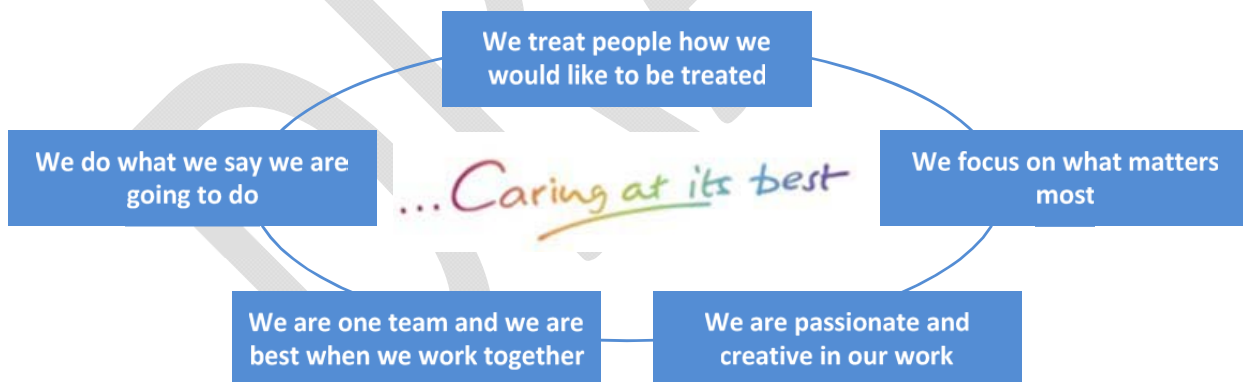 We treat people how we
would like to be treated
We do what we say we are
going to do
...Caring at its best
We focus on what matters
most
We are one team and we are
best when we work together
We are passionate and
creative in our work